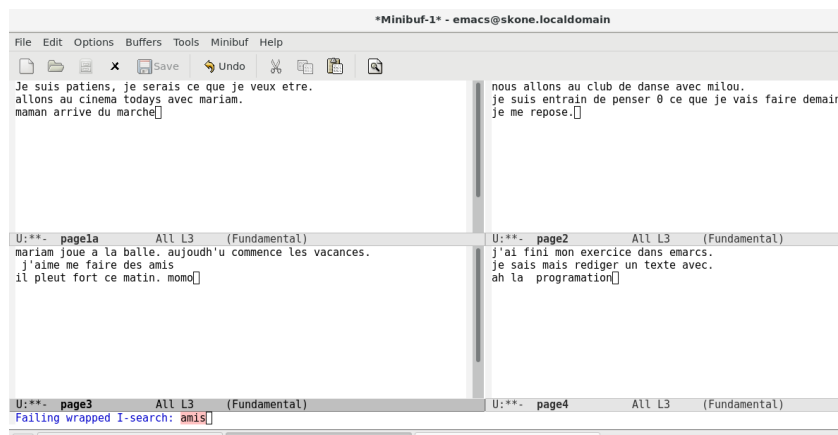 *Minibuf-1* - emacs@skone.localdomain
File Edit Options Buffers Tools Minibuf Help
Save Undo
Je suis patiens, je serais ce que je veux etre.
allons au cinema todays avec mariam.
maman arrive du marche
U:**- page1a All L3 (Fundamental)
nous allons au club de danse avec milou.
je suis entrain de penser 0 ce que je vais faire demain
je me repose.
U:**- page2 All L3 (Fundamental)
mariam joue a la balle. aujoudh'u commence les vacances.
j'aime me faire des amis
il pleut fort ce matin. momo
U:**- page3 All L3 (Fundamental)
j'ai fini mon exercice dans emarcs.
je sais mais rediger un texte avec.
ah la  programation
U:**- page4 All L3 (Fundamental)
Failing wrapped I-search: amis